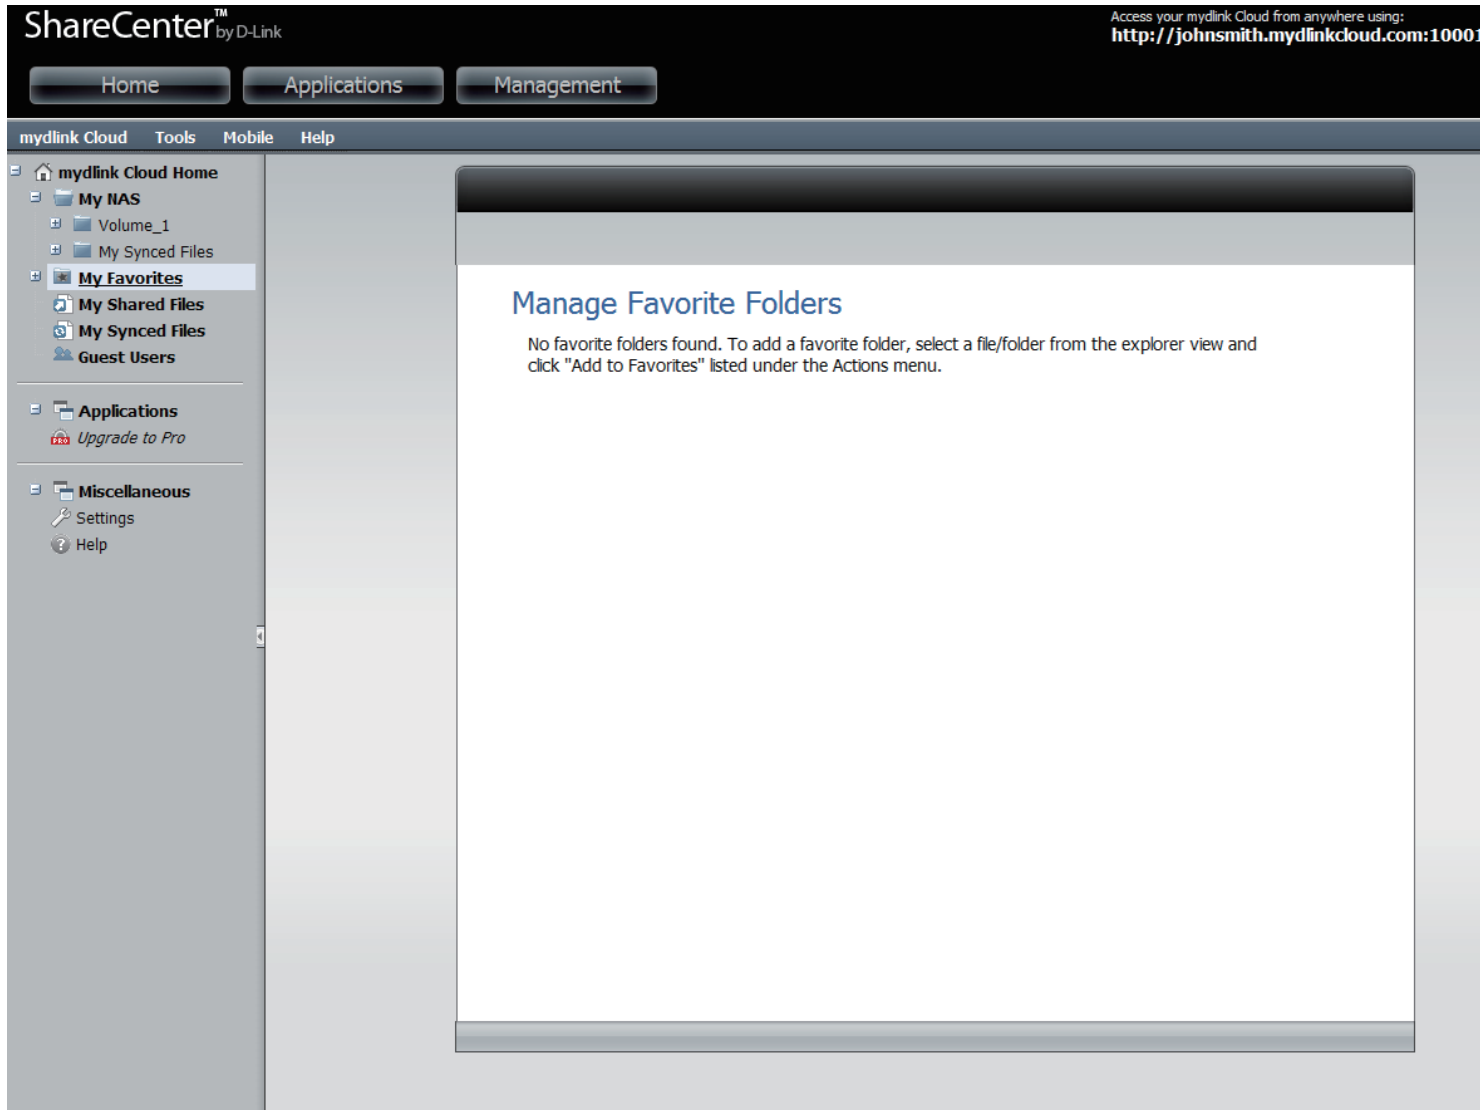 ShareCenter™ by D-Link
Access your mydlink Cloud from anywhere using:
http://johnsmith.mydlinkcloud.com:10001
Home Applications Management
mydlink Cloud Tools Mobile Help
mydlink Cloud Home
My NAS
Volume_1
My Synced Files
My Favorites
My Shared Files
My Synced Files
Guest Users
Applications
PRO Upgrade to Pro
Miscellaneous
Settings
Help
Manage Favorite Folders
No favorite folders found. To add a favorite folder, select a file/folder from the explorer view and
click "Add to Favorites" listed under the Actions menu.